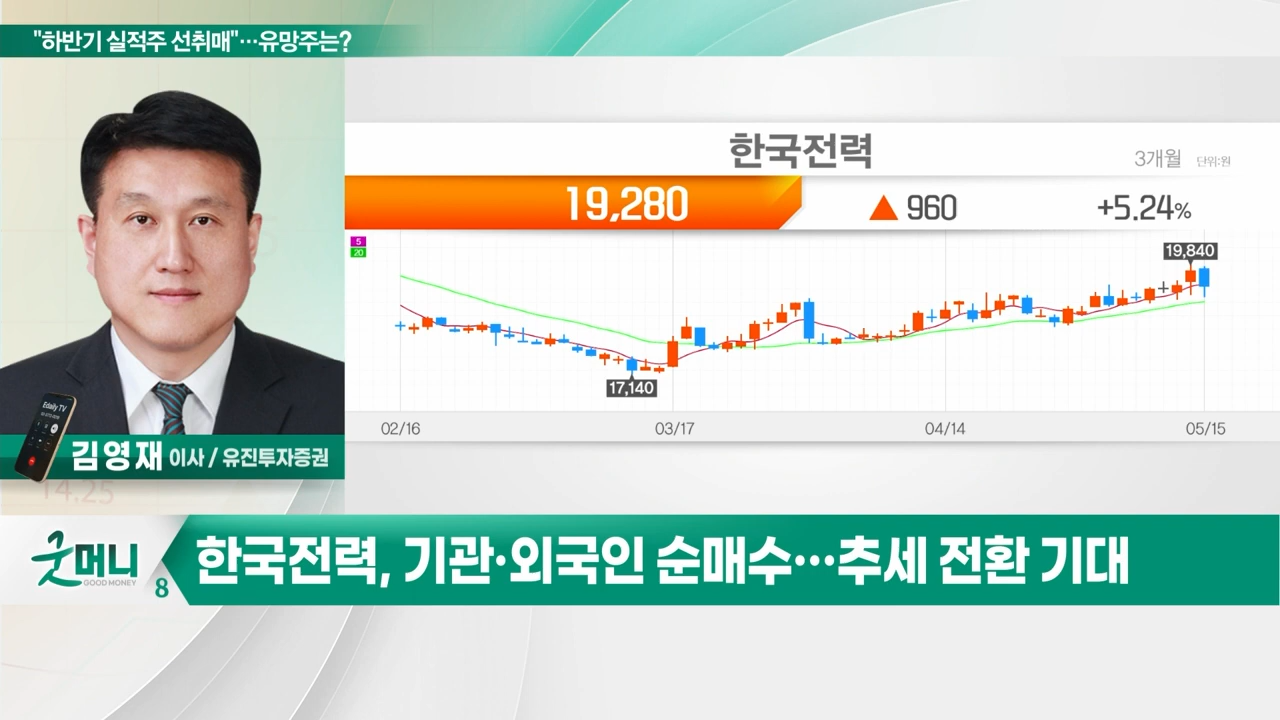 "하반기 실적주 선취매"…유망주는?
한국전력
3개월 단위:원
19,280 ▲ 960 +5.24%
5
20
19,840
17,140
02/16 03/17 04/14 05/15
Edaily TV
김영재 이사 / 유진투자증권
14.25
굿머니
GOOD MONEY
8
한국전력, 기관·외국인 순매수…추세 전환 기대